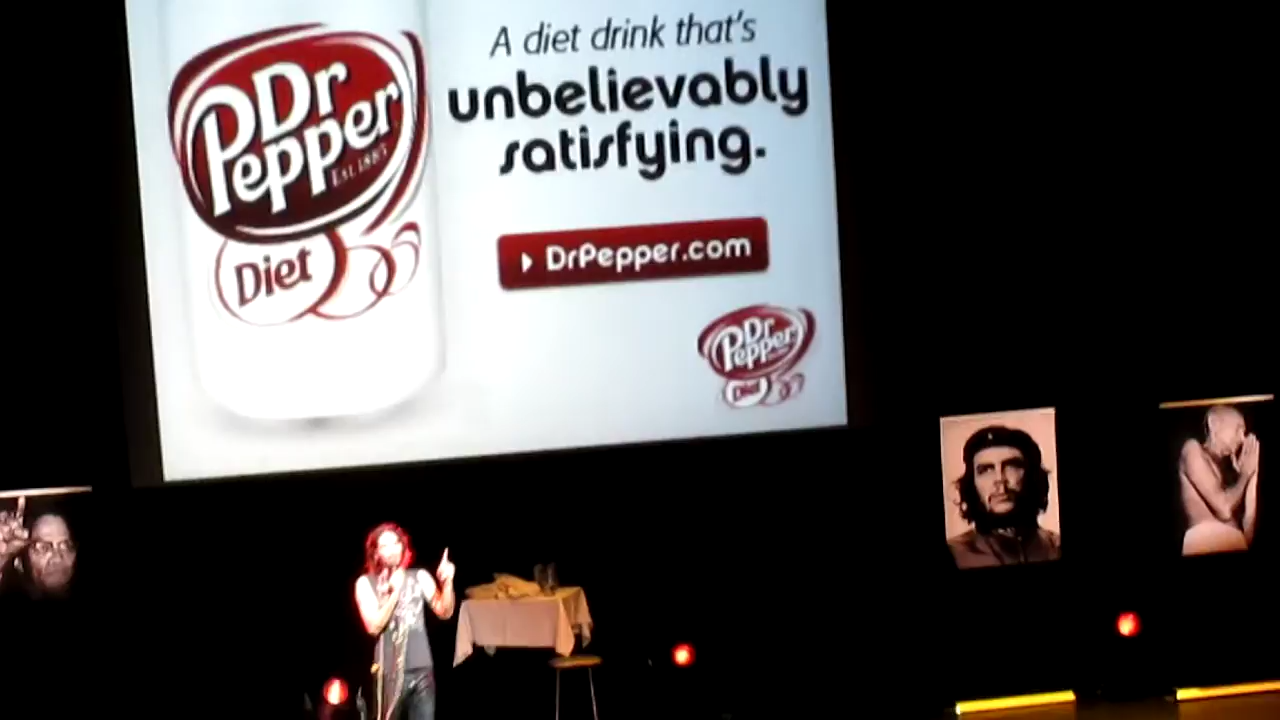 Dr
Pepper
EST. 1885
Diet
A diet drink that's
unbelievably
satisfying.
DrPepper.com
Dr
Pepper
Diet